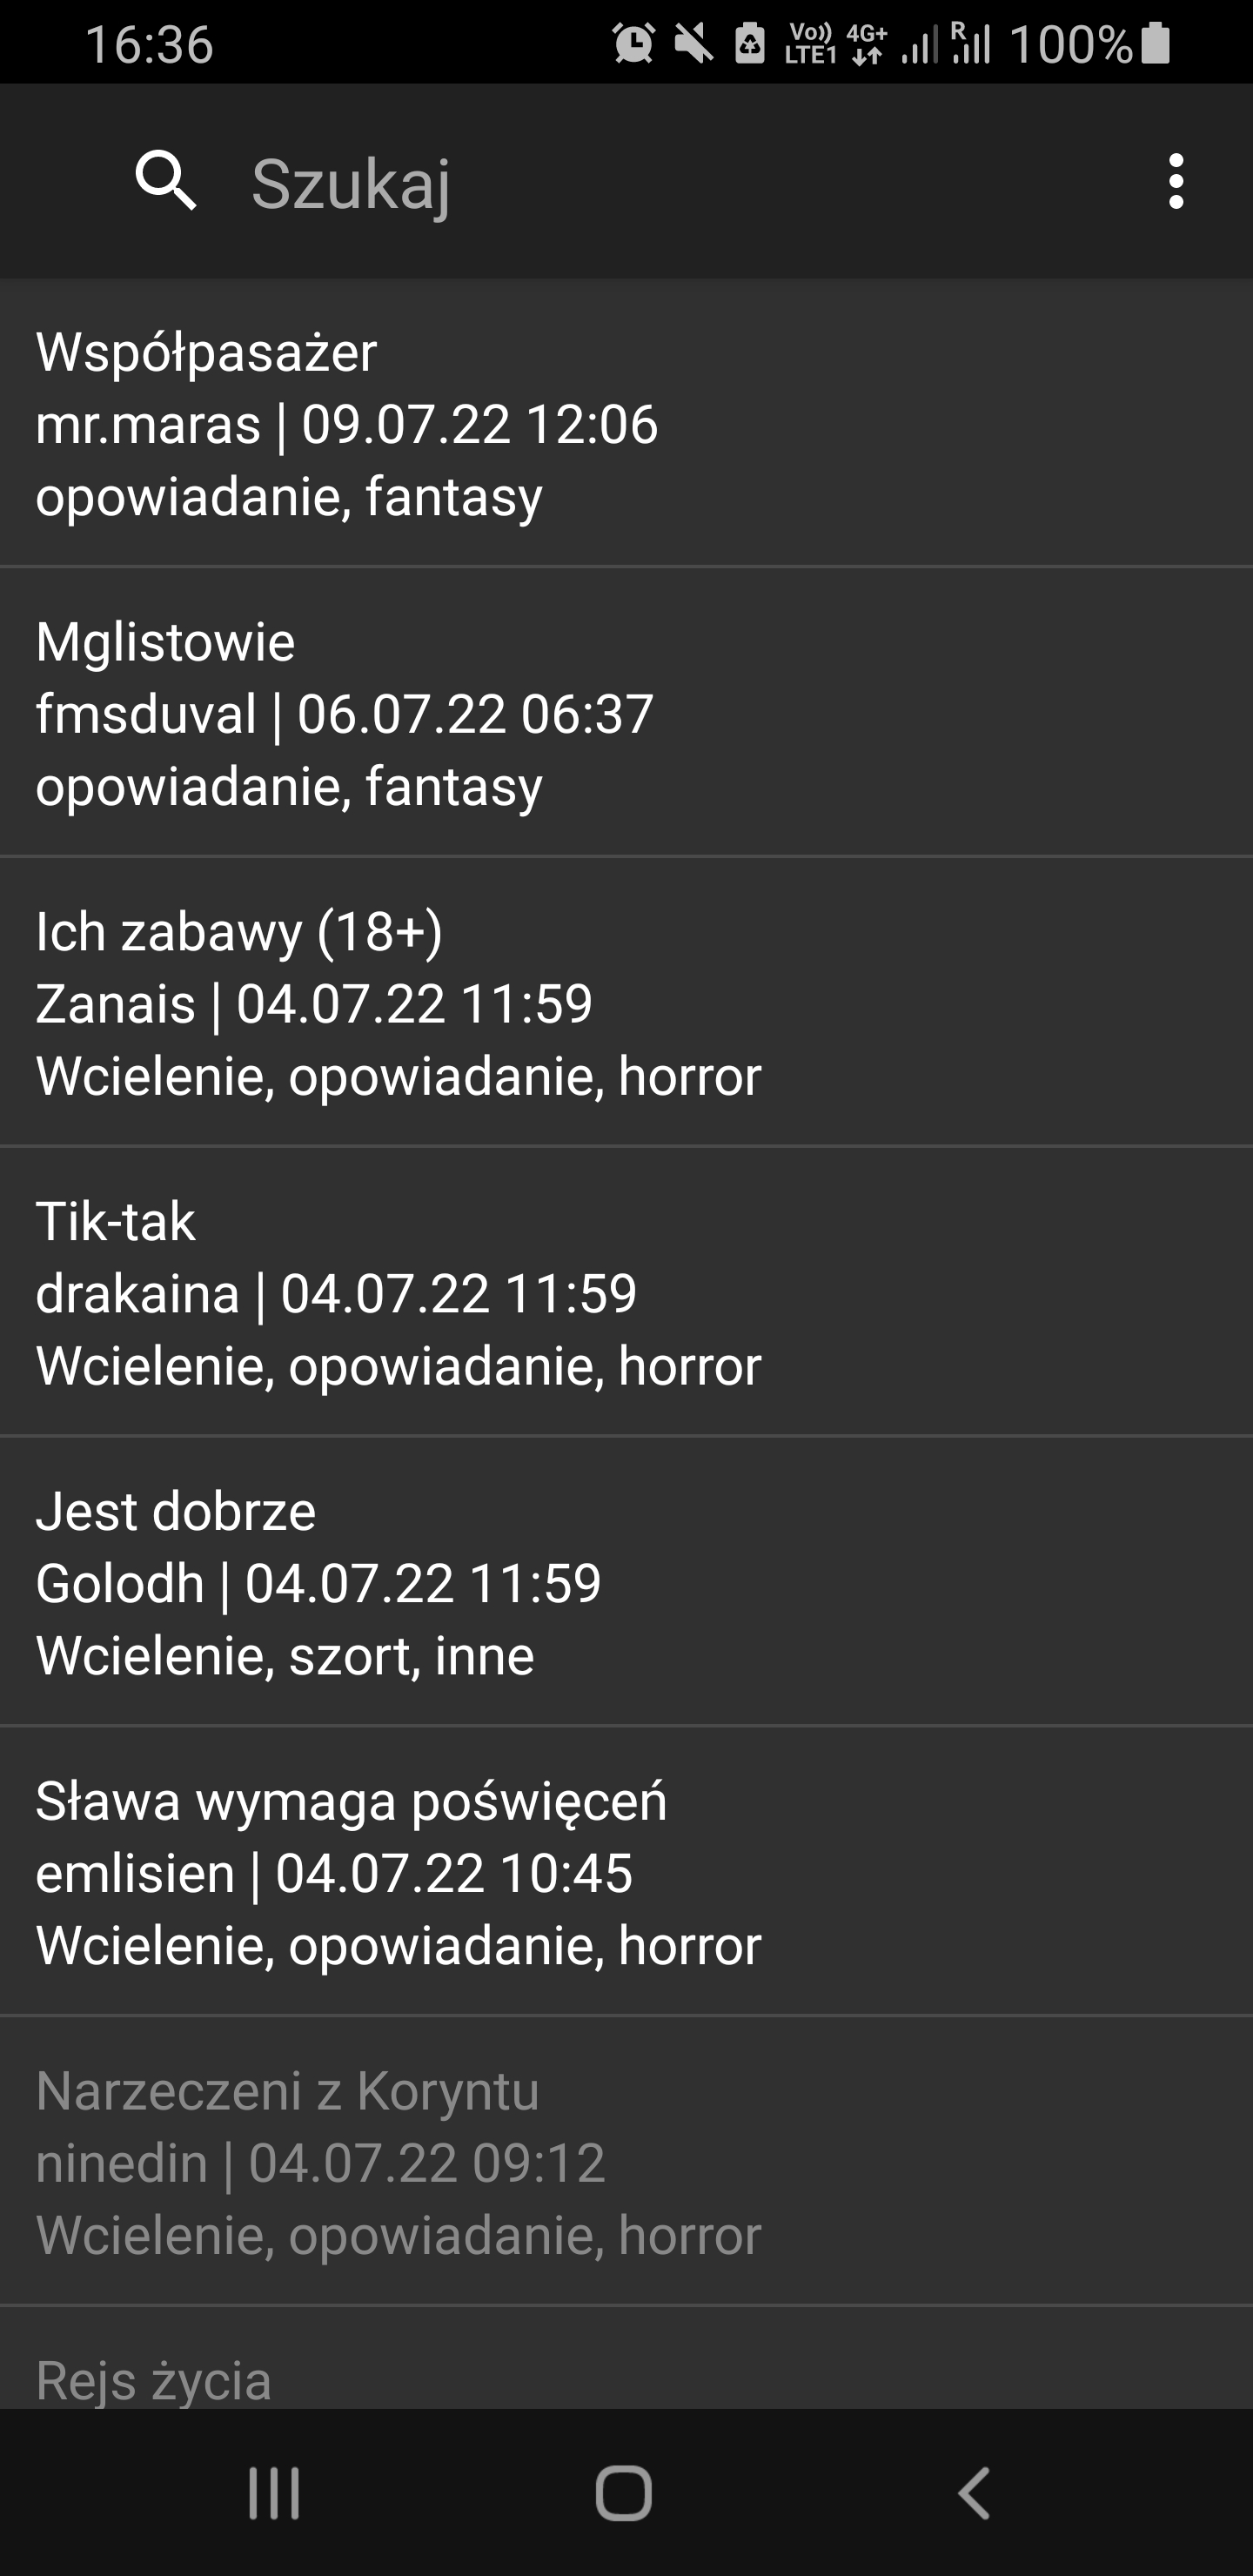 16:36 Vo)) LTE1 4G+ R 100%
Szukaj
Współpasażer
mr.maras | 09.07.22 12:06
opowiadanie, fantasy
Mglistowie
fmsduval | 06.07.22 06:37
opowiadanie, fantasy
Ich zabawy (18+)
Zanais | 04.07.22 11:59
Wcielenie, opowiadanie, horror
Tik-tak
drakaina | 04.07.22 11:59
Wcielenie, opowiadanie, horror
Jest dobrze
Golodh | 04.07.22 11:59
Wcielenie, szort, inne
Sława wymaga poświęceń
emlisien | 04.07.22 10:45
Wcielenie, opowiadanie, horror
Narzeczeni z Koryntu
ninedin | 04.07.22 09:12
Wcielenie, opowiadanie, horror
Rejs życia